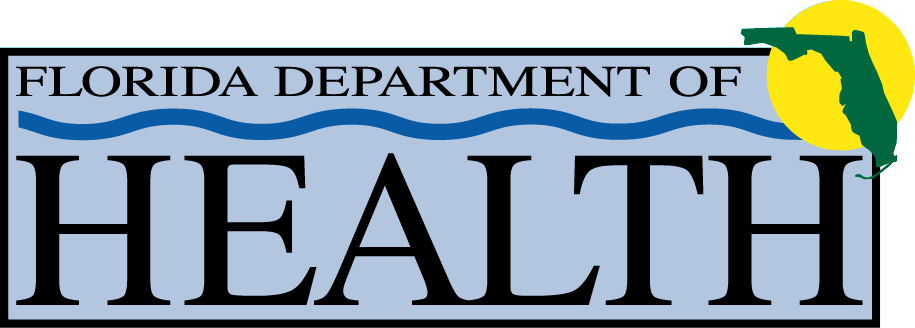 FLORIDA DEPARTMENT OF
HEALTH